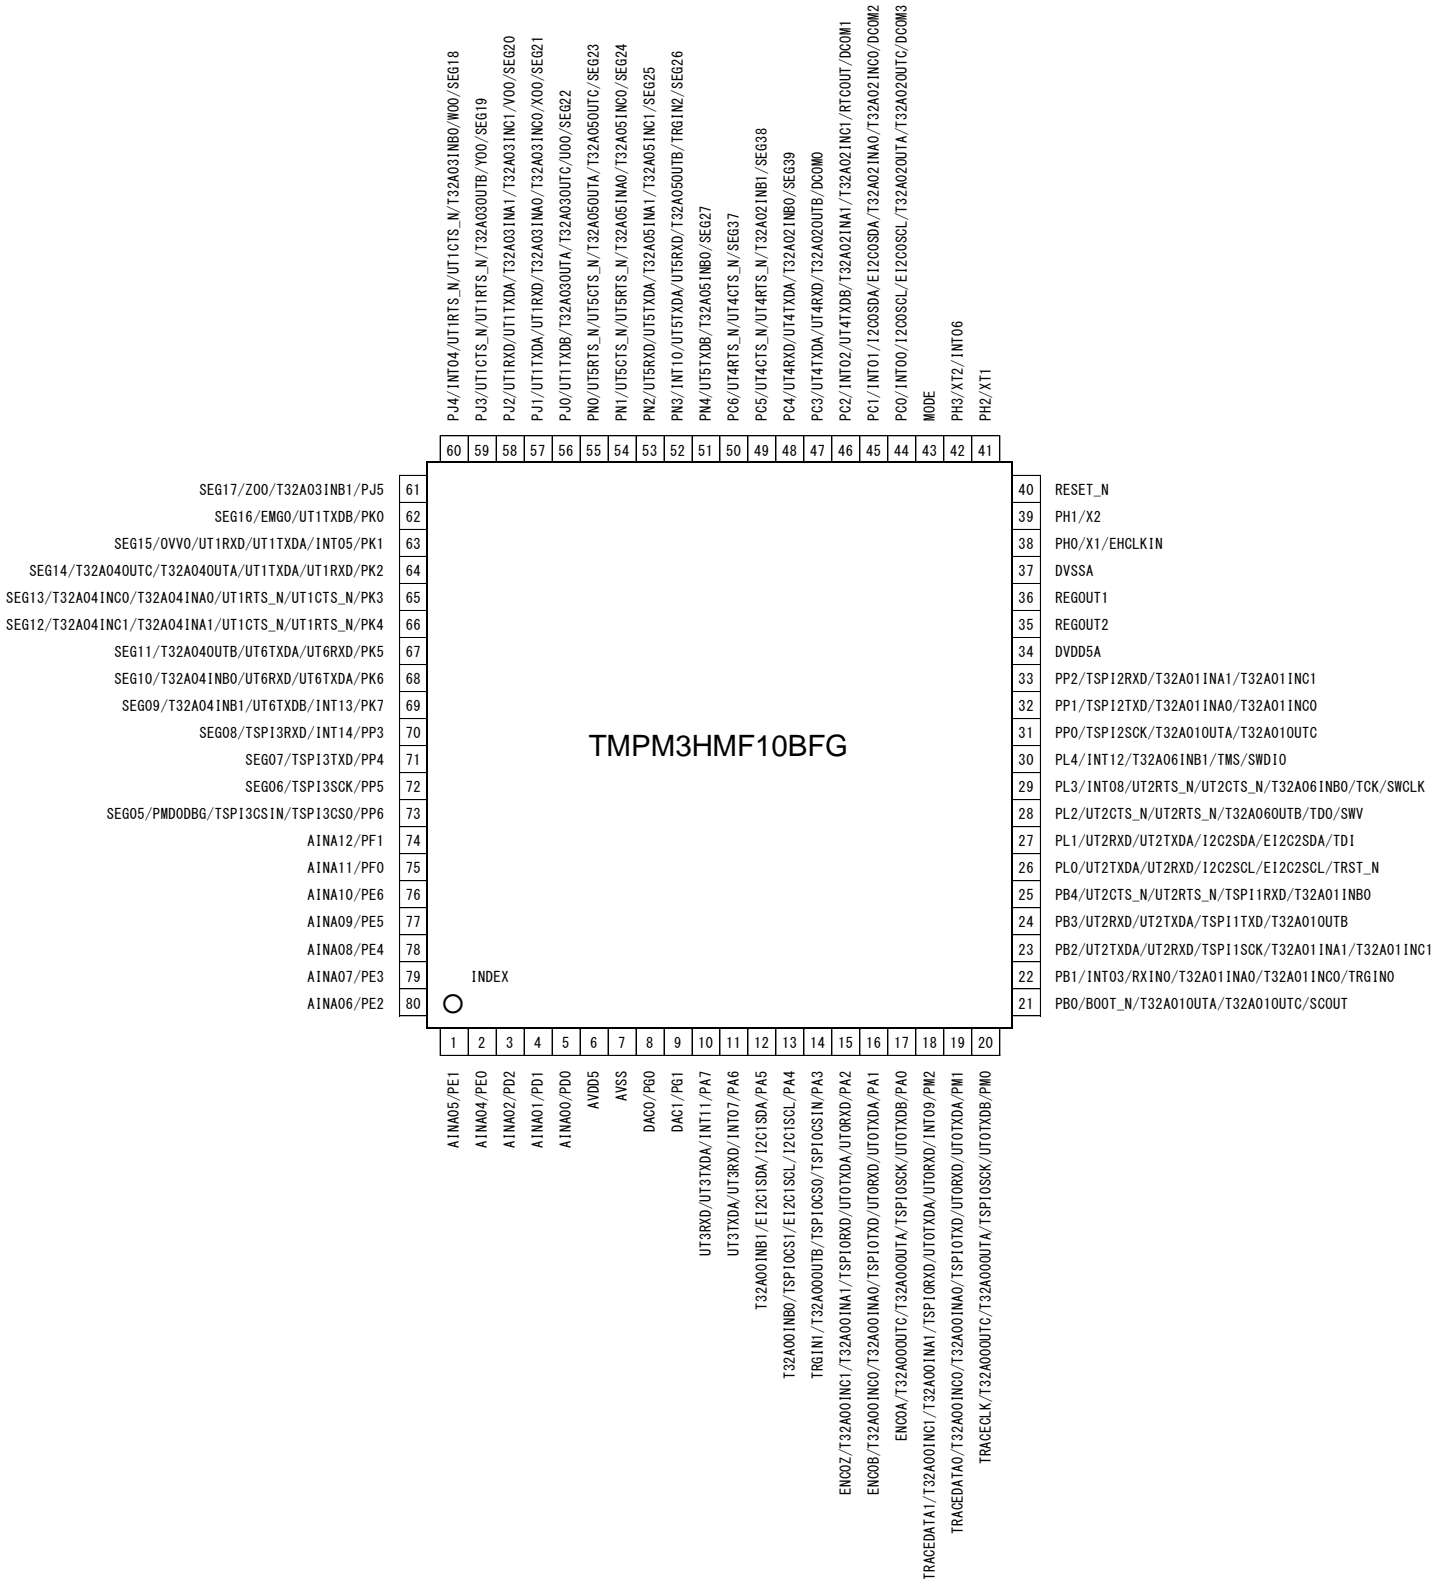 PJ4/INT04/UT1RTS_N/UT1CTS_N/T32A03INB0/WO0/SEG18
PJ3/UT1CTS_N/UT1RTS_N/T32A03OUTB/YO0/SEG19
PJ2/UT1RXD/UT1TXDA/T32A03INA1/T32A03INC1/VO0/SEG20
PJ1/UT1TXDA/UT1RXD/T32A03INA0/T32A03INC0/XO0/SEG21
PJ0/UT1TXDB/T32A03OUTA/T32A03OUTC/UO0/SEG22
PN0/UT5RTS_N/UT5CTS_N/T32A05OUTA/T32A05OUTC/SEG23
PN1/UT5CTS_N/UT5RTS_N/T32A05INA0/T32A05INC0/SEG24
PN2/UT5RXD/UT5TXDA/T32A05INA1/T32A05INC1/SEG25
PN3/INT10/UT5TXDA/UT5RXD/T32A05OUTB/TRGIN2/SEG26
PN4/UT5TXDB/T32A05INB0/SEG27
PC6/UT4RTS_N/UT4CTS_N/SEG37
PC5/UT4CTS_N/UT4RTS_N/T32A02INB1/SEG38
PC4/UT4RXD/UT4TXDA/T32A02INB0/SEG39
PC3/UT4TXDA/UT4RXD/T32A02OUTB/DCOM0
PC2/INT02/UT4TXDB/T32A02INA1/T32A02INC1/RTCOUT/DCOM1
PC1/INT01/I2C0SDA/EI2C0SDA/T32A02INA0/T32A02INC0/DCOM2
PC0/INT00/I2C0SCL/EI2C0SCL/T32A02OUTA/T32A02OUTC/DCOM3
MODE
PH3/XT2/INT06
PH2/XT1
60 59 58 57 56 55 54 53 52 51 50 49 48 47 46 45 44 43 42 41
SEG17/ZO0/T32A03INB1/PJ5 61
SEG16/EMG0/UT1TXDB/PK0 62
SEG15/OVV0/UT1RXD/UT1TXDA/INT05/PK1 63
SEG14/T32A04OUTC/T32A04OUTA/UT1TXDA/UT1RXD/PK2 64
SEG13/T32A04INC0/T32A04INA0/UT1RTS_N/UT1CTS_N/PK3 65
SEG12/T32A04INC1/T32A04INA1/UT1CTS_N/UT1RTS_N/PK4 66
SEG11/T32A04OUTB/UT6TXDA/UT6RXD/PK5 67
SEG10/T32A04INB0/UT6RXD/UT6TXDA/PK6 68
SEG09/T32A04INB1/UT6TXDB/INT13/PK7 69
SEG08/TSPI3RXD/INT14/PP3 70
SEG07/TSPI3TXD/PP4 71
SEG06/TSPI3SCK/PP5 72
SEG05/PMD0DBG/TSPI3CSIN/TSPI3CS0/PP6 73
AINA12/PF1 74
AINA11/PF0 75
AINA10/PE6 76
AINA09/PE5 77
AINA08/PE4 78
AINA07/PE3 79
AINA06/PE2 80
TMPM3HMF10BFG
INDEX
40 RESET_N
39 PH1/X2
38 PH0/X1/EHCLKIN
37 DVSSA
36 REGOUT1
35 REGOUT2
34 DVDD5A
33 PP2/TSPI2RXD/T32A01INA1/T32A01INC1
32 PP1/TSPI2TXD/T32A01INA0/T32A01INC0
31 PP0/TSPI2SCK/T32A01OUTA/T32A01OUTC
30 PL4/INT12/T32A06INB1/TMS/SWDIO
29 PL3/INT08/UT2RTS_N/UT2CTS_N/T32A06INB0/TCK/SWCLK
28 PL2/UT2CTS_N/UT2RTS_N/T32A06OUTB/TDO/SWV
27 PL1/UT2RXD/UT2TXDA/I2C2SDA/EI2C2SDA/TDI
26 PL0/UT2TXDA/UT2RXD/I2C2SCL/EI2C2SCL/TRST_N
25 PB4/UT2CTS_N/UT2RTS_N/TSPI1RXD/T32A01INB0
24 PB3/UT2RXD/UT2TXDA/TSPI1TXD/T32A01OUTB
23 PB2/UT2TXDA/UT2RXD/TSPI1SCK/T32A01INA1/T32A01INC1
22 PB1/INT03/RXIN0/T32A01INA0/T32A01INC0/TRGIN0
21 PB0/BOOT_N/T32A01OUTA/T32A01OUTC/SCOUT
1 2 3 4 5 6 7 8 9 10 11 12 13 14 15 16 17 18 19 20
AINA05/PE1
AINA04/PE0
AINA02/PD2
AINA01/PD1
AINA00/PD0
AVDD5
AVSS
DAC0/PG0
DAC1/PG1
UT3RXD/UT3TXDA/INT11/PA7
UT3TXDA/UT3RXD/INT07/PA6
T32A00INB1/EI2C1SDA/I2C1SDA/PA5
T32A00INB0/TSPI0CS1/EI2C1SCL/I2C1SCL/PA4
TRGIN1/T32A00OUTB/TSPI0CS0/TSPI0CSIN/PA3
ENC0Z/T32A00INC1/T32A00INA1/TSPI0RXD/UT0TXDA/UT0RXD/PA2
ENC0B/T32A00INC0/T32A00INA0/TSPI0TXD/UT0RXD/UT0TXDA/PA1
ENC0A/T32A00OUTC/T32A00OUTA/TSPI0SCK/UT0TXDB/PA0
TRACEDATA1/T32A00INC1/T32A00INA1/TSPI0RXD/UT0TXDA/UT0RXD/INT09/PM2
TRACEDATA0/T32A00INC0/T32A00INA0/TSPI0TXD/UT0RXD/UT0TXDA/PM1
TRACECLK/T32A00OUTC/T32A00OUTA/TSPI0SCK/UT0TXDB/PM0